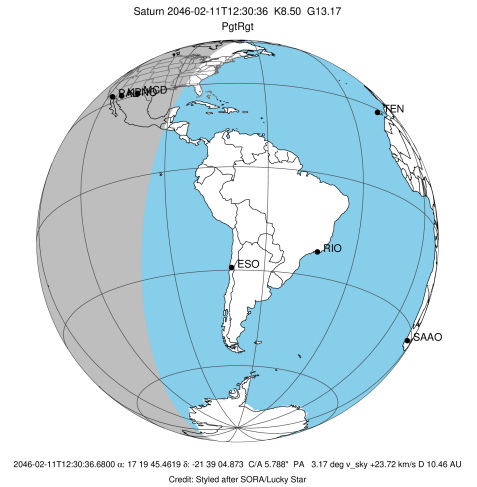 Saturn 2046-02-11T12:30:36 K8.50 G13.17
PgtRgt
MCD
TEN
RIO
ESO
SAAO
2046-02-11T12:30:36.6800 α: 17 19 45.4619 δ: -21 39 04.873 C/A 5.788" PA 3.17 deg v_sky +23.72 km/s D 10.46 AU
Credit: Styled after SORA/Lucky Star